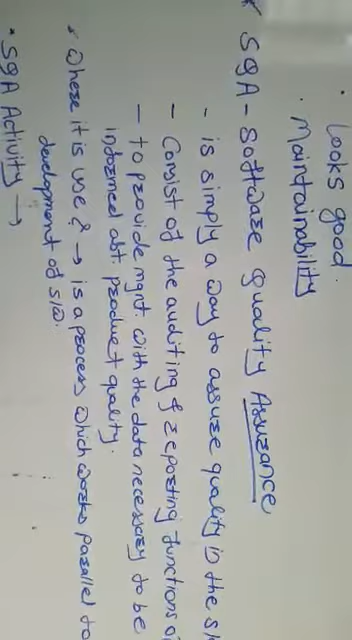 · Looks good.
· Maintainability
* SQA - Software Quality Assurance
- is simply a way to assure quality in the
- Consist of the auditing & reporting functions
- to provide mgnt. with the data necessary to be
informed abt. product quality.
* Where it is use? → is a process which works parallel to
development of s/w.
* SQA Activity →